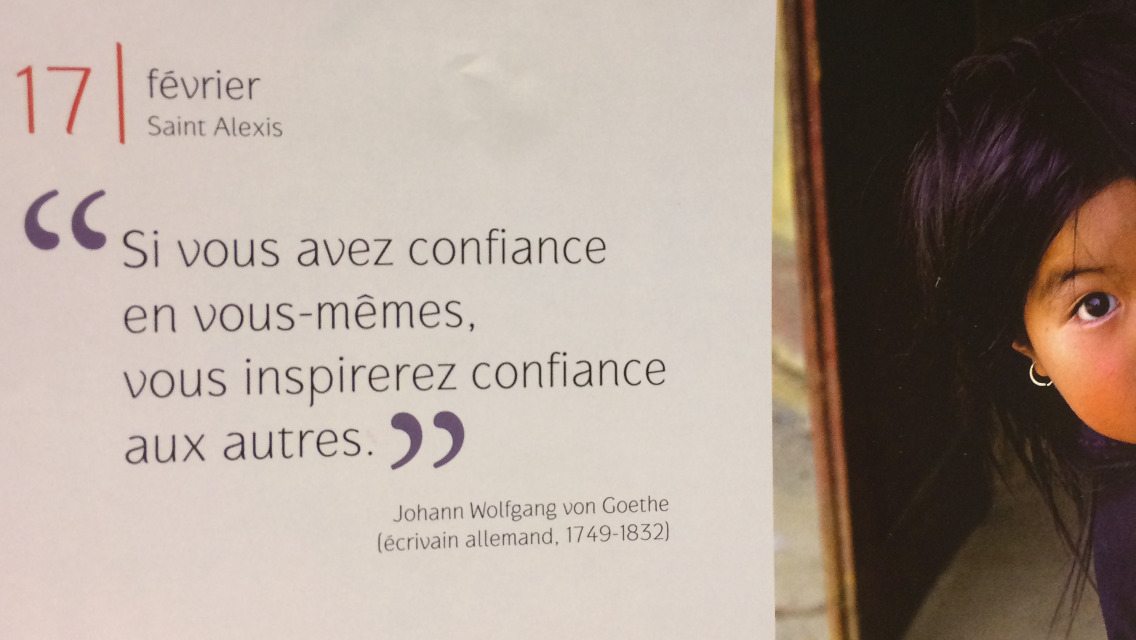 17 | février
Saint Alexis
“ Si vous avez confiance
en vous-mêmes,
vous inspirerez confiance
aux autres. ”
Johann Wolfgang von Goethe
(écrivain allemand, 1749-1832)